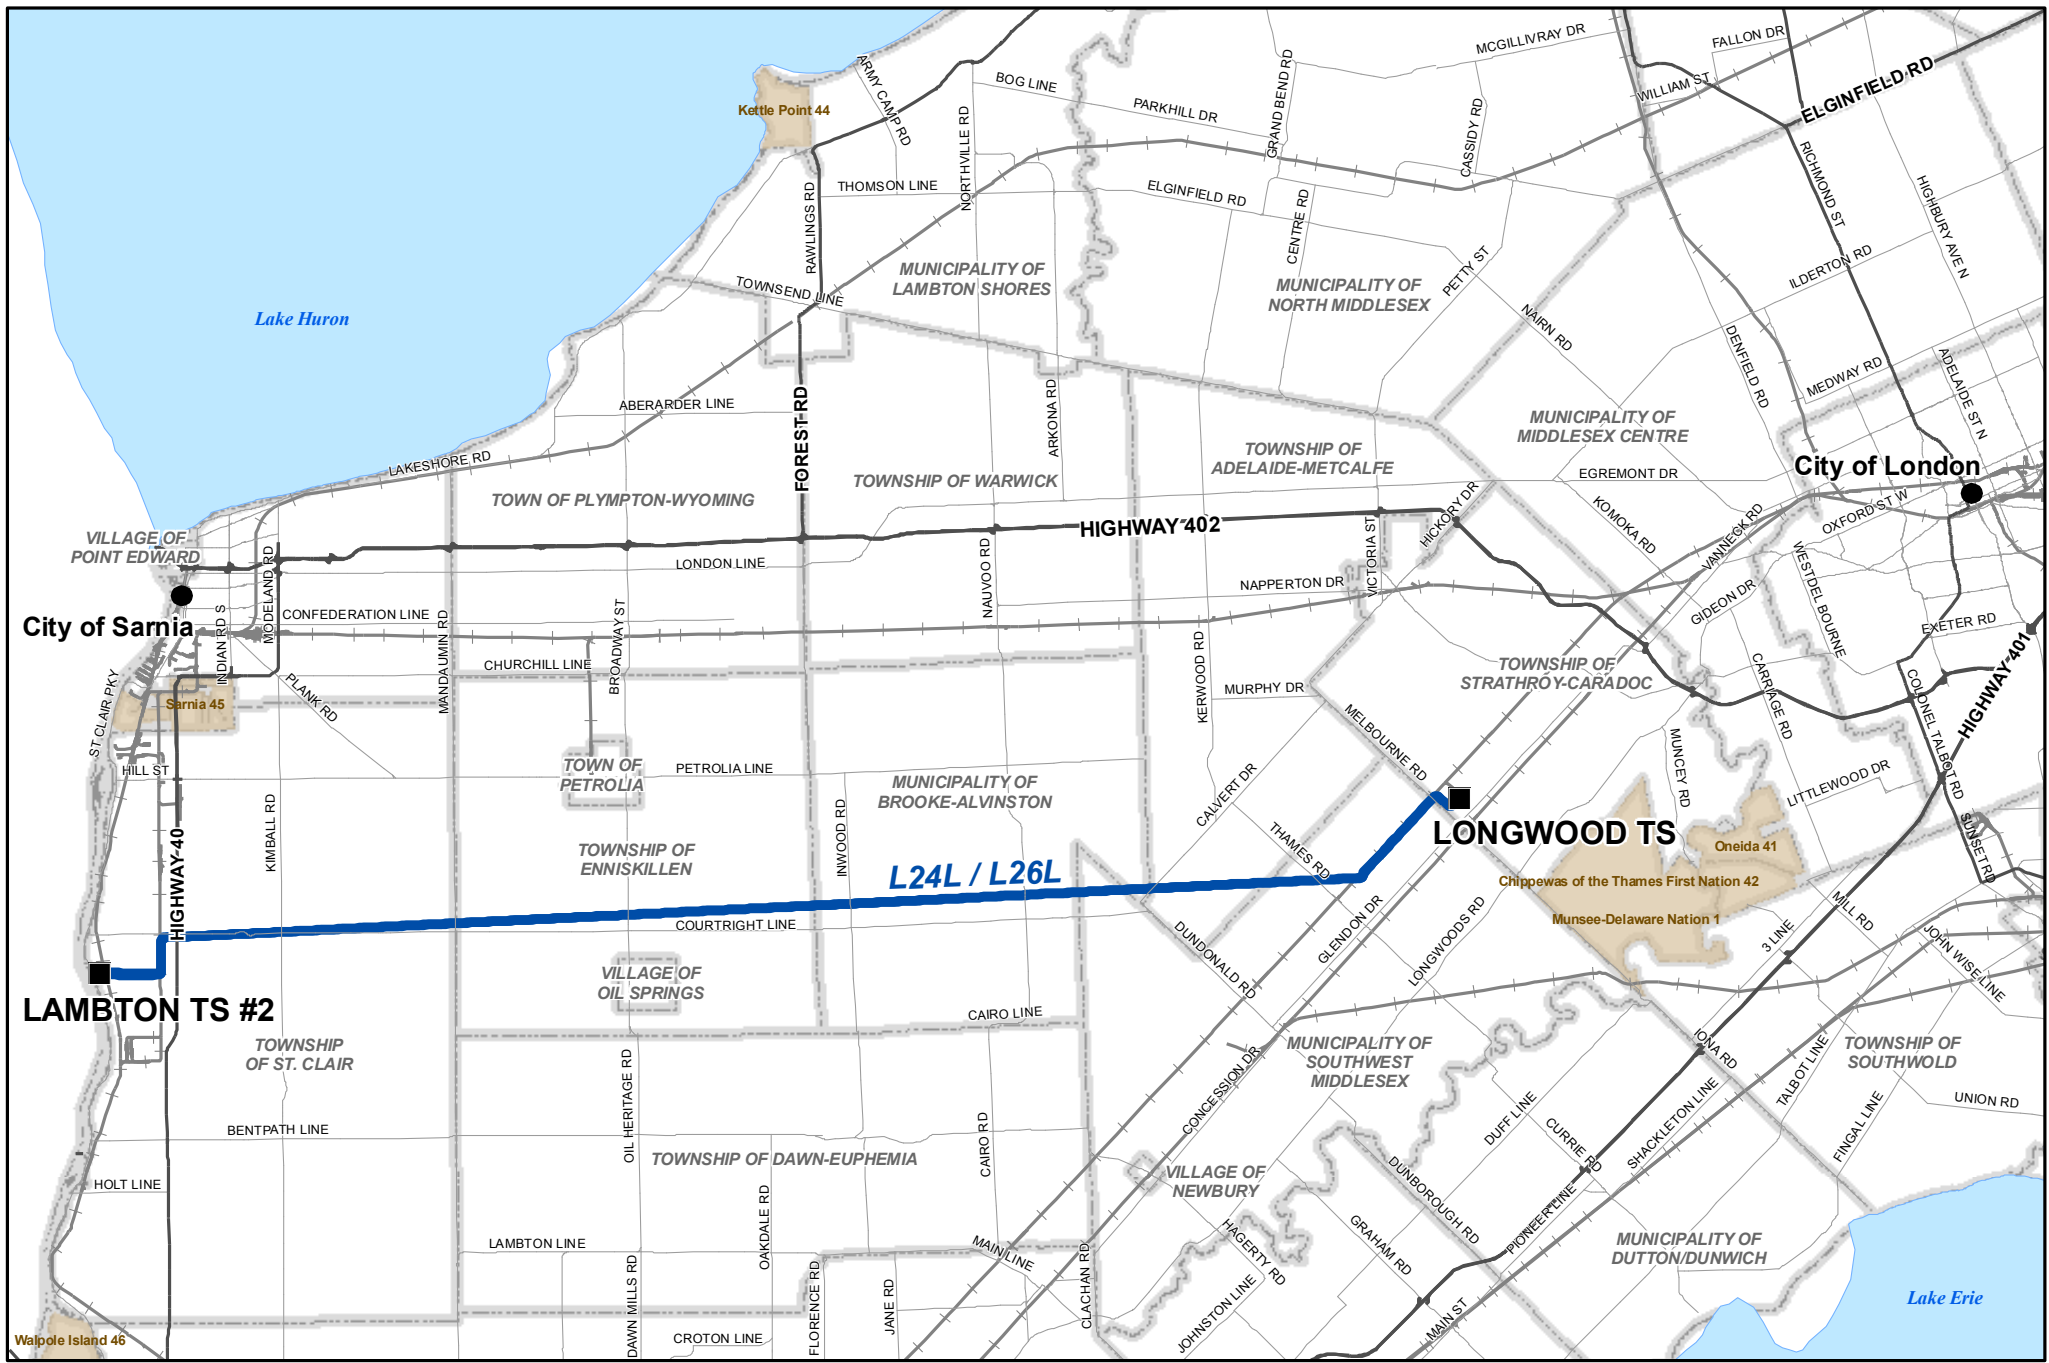 MCGILLIVRAY DR
FALLON DR
ELGINFIELD RD
WILLIAM ST
ARMY CAMP RD
BOG LINE
GRAND BEND RD
PARKHILL DR
CASSIDY RD
Kettle Point 44
NORTHVILLE RD
RICHMOND ST
HIGHBURY AVE N
THOMSON LINE
ELGINFIELD RD
RAWLINGS RD
CENTRE RD
PETTY ST
ILDERTON RD
MUNICIPALITY OF
LAMBTON SHORES
MUNICIPALITY OF
NORTH MIDDLESEX
TOWNSEND LINE
Lake Huron
NAIRN RD
DENFIELD RD
MEDWAY RD
ADELAIDE ST N
ABERARDER LINE
FOREST RD
ARKONA RD
MUNICIPALITY OF
MIDDLESEX CENTRE
TOWNSHIP OF
ADELAIDE-METCALFE
LAKESHORE RD
City of London
EGREMONT DR
TOWNSHIP OF WARWICK
TOWN OF PLYMPTON-WYOMING
HICKORY DR
KOMOKA RD
OXFORD ST W
VANNECK RD
HIGHWAY 402
VILLAGE OF
POINT EDWARD
MODELAND RD
LONDON LINE
NAUVOO RD
VICTORIA ST
NAPPERTON DR
WESTDEL BOURNE
GIDEON DR
CONFEDERATION LINE
MANDAUMIN RD
BROADWAY ST
City of Sarnia
INDIAN RD S
EXETER RD
HIGHWAY 401
CHURCHILL LINE
KERWOOD RD
TOWNSHIP OF
STRATHROY-CARADOC
CARRIAGE RD
COLONEL TALBOT RD
MURPHY DR
PLANK RD
ST CLAIR PKY
Sarnia 45
MELBOURNE RD
MUNCEY RD
HILL ST
TOWN OF
PETROLIA
PETROLIA LINE
MUNICIPALITY OF
BROOKE-ALVINSTON
CALVERT DR
LITTLEWOOD DR
KIMBALL RD
INWOOD RD
LONGWOOD TS
SUNSET RD
HIGHWAY 40
TOWNSHIP OF
ENNISKILLEN
THAMES RD
Oneida 41
L24L / L26L
Chippewas of the Thames First Nation 42
Munsee-Delaware Nation 1
MILL RD
COURTRIGHT LINE
DUNDONALD RD
GLENDON DR
LONGWOODS RD
3 LINE
JOHN WISE LINE
VILLAGE OF
OIL SPRINGS
LAMBTON TS #2
CAIRO LINE
TOWNSHIP
OF ST. CLAIR
OIL HERITAGE RD
MUNICIPALITY OF
SOUTHWEST
MIDDLESEX
CONCESSION DR
IONA RD
TOWNSHIP OF
SOUTHWOLD
TALBOT LINE
UNION RD
DUFF LINE
SHACKLETON LINE
FINGAL LINE
BENTPATH LINE
CAIRO RD
CURRIE RD
TOWNSHIP OF DAWN-EUPHEMIA
VILLAGE OF
NEWBURY
DUNBOROUGH RD
HOLT LINE
OAKDALE RD
PIONEER LINE
LAMBTON LINE
MAIN LINE
HAGERTY RD
GRAHAM RD
MUNICIPALITY OF
DUTTON/DUNWICH
DAWN MILLS RD
FLORENCE RD
JANE RD
CLACHAN RD
JOHNSTON LINE
MAIN ST
Lake Erie
Walpole Island 46
CROTON LINE